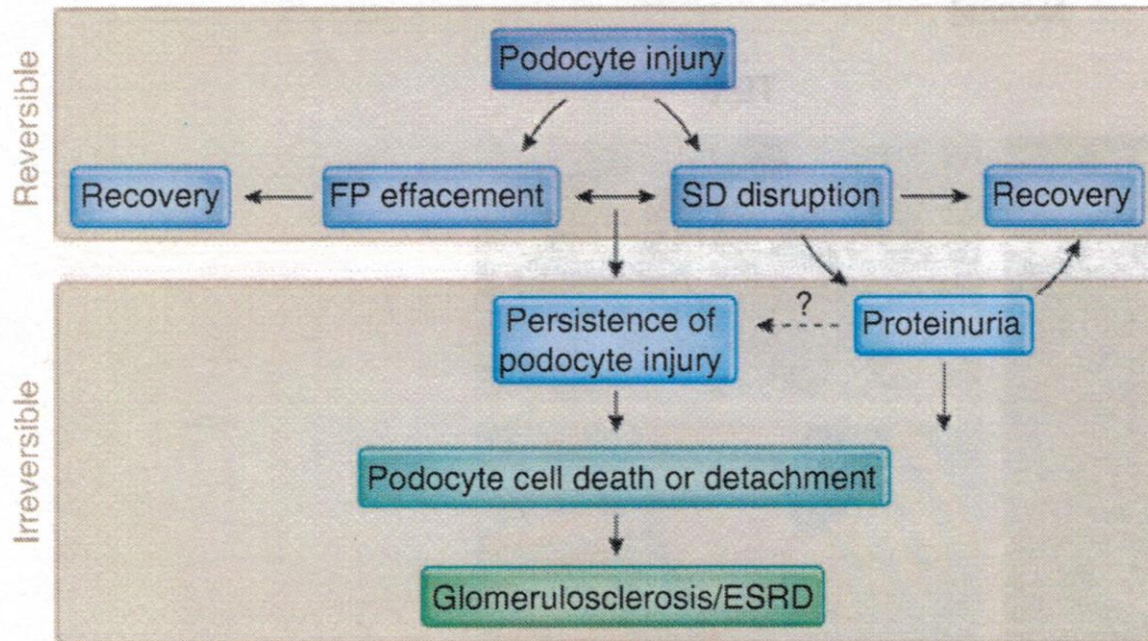 Reversible
Podocyte injury
Recovery
FP effacement
SD disruption
Recovery
Irreversible
Persistence of
podocyte injury
?
Proteinuria
Podocyte cell death or detachment
Glomerulosclerosis/ESRD